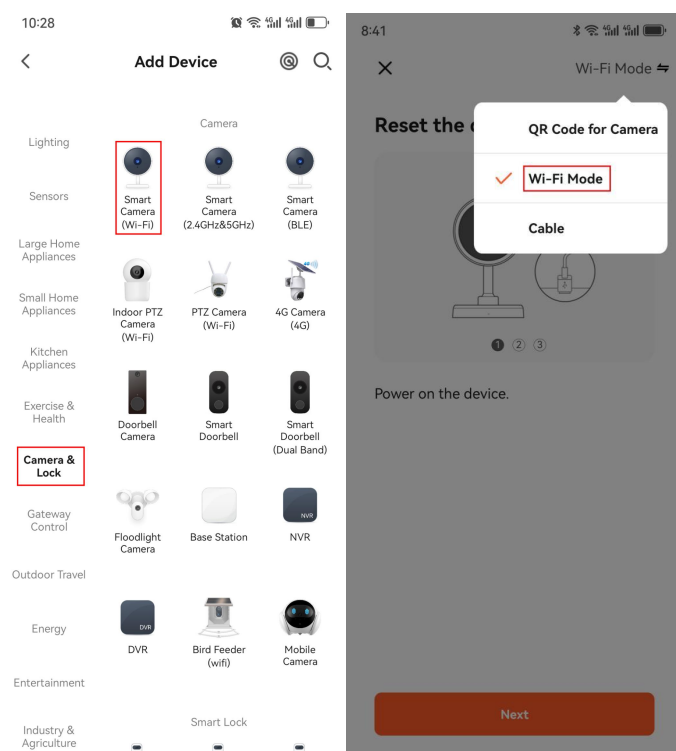 10:28
4G 4G
Add Device
Camera
Lighting
Sensors
Large Home
Appliances
Small Home
Appliances
Kitchen
Appliances
Exercise &
Health
Camera &
Lock
Gateway
Control
Outdoor Travel
Energy
Entertainment
Industry &
Agriculture
Smart
Camera
(Wi-Fi)
Smart
Camera
(2.4GHz&5GHz)
Smart
Camera
(BLE)
Indoor PTZ
Camera
(Wi-Fi)
PTZ Camera
(Wi-Fi)
4G Camera
(4G)
Doorbell
Camera
Smart
Doorbell
Smart
Doorbell
(Dual Band)
Floodlight
Camera
Base Station
NVR
NVR
DVR
DVR
Bird Feeder
(wifi)
Mobile
Camera
Smart Lock
8:41
4G 4G
Wi-Fi Mode
Reset the
QR Code for Camera
Wi-Fi Mode
Cable
1 2 3
Power on the device.
Next